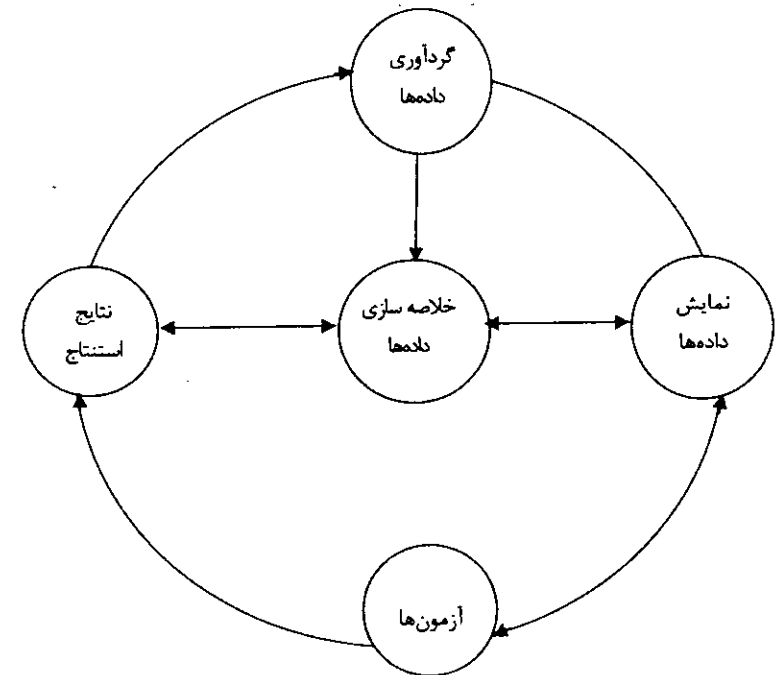 گردآوری
داده‌ها
نمایش
داده‌ها
خلاصه سازی
داده‌ها
نتایج
استنتاج
آزمون‌ها